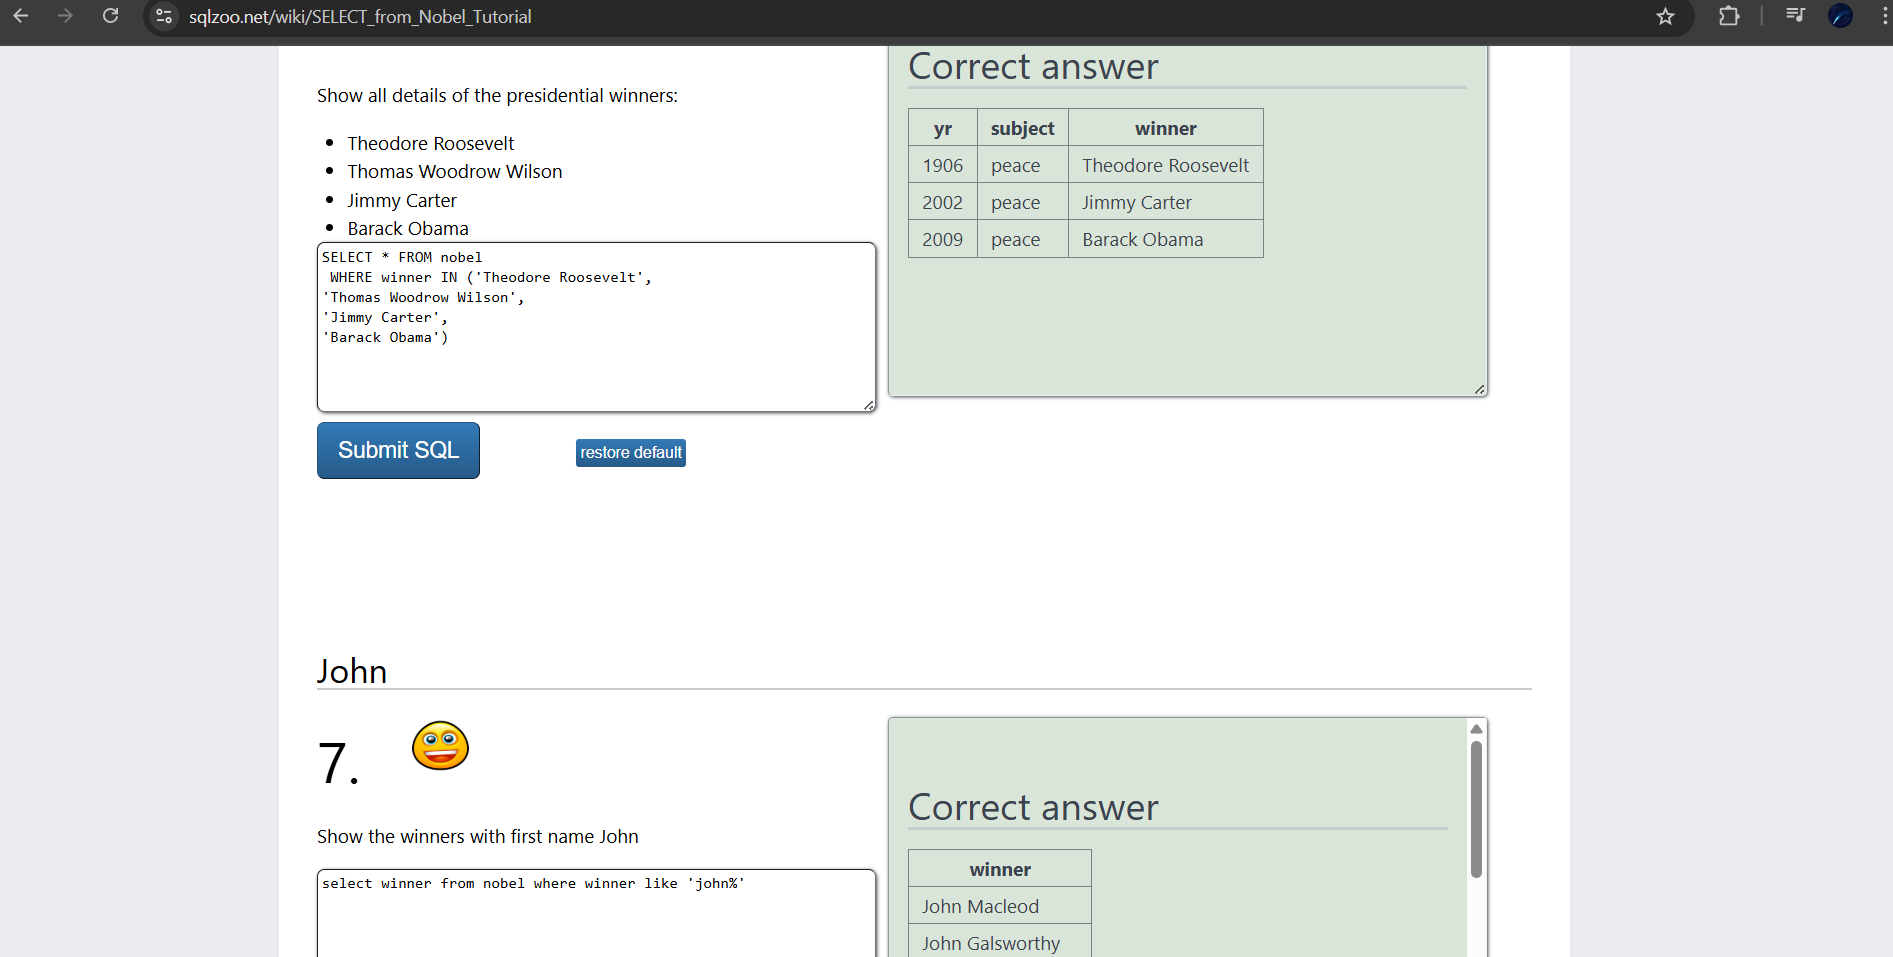 sqlzoo.net/wiki/SELECT_from_Nobel_Tutorial
Show all details of the presidential winners:
Theodore Roosevelt
Thomas Woodrow Wilson
Jimmy Carter
Barack Obama
SELECT * FROM nobel
WHERE winner IN ('Theodore Roosevelt',
'Thomas Woodrow Wilson',
'Jimmy Carter',
'Barack Obama')
Submit SQL
restore default
Correct answer
yr subject winner
1906 peace Theodore Roosevelt
2002 peace Jimmy Carter
2009 peace Barack Obama
John
7.
Show the winners with first name John
select winner from nobel where winner like 'john%'
Correct answer
winner
John Macleod
John Galsworthy